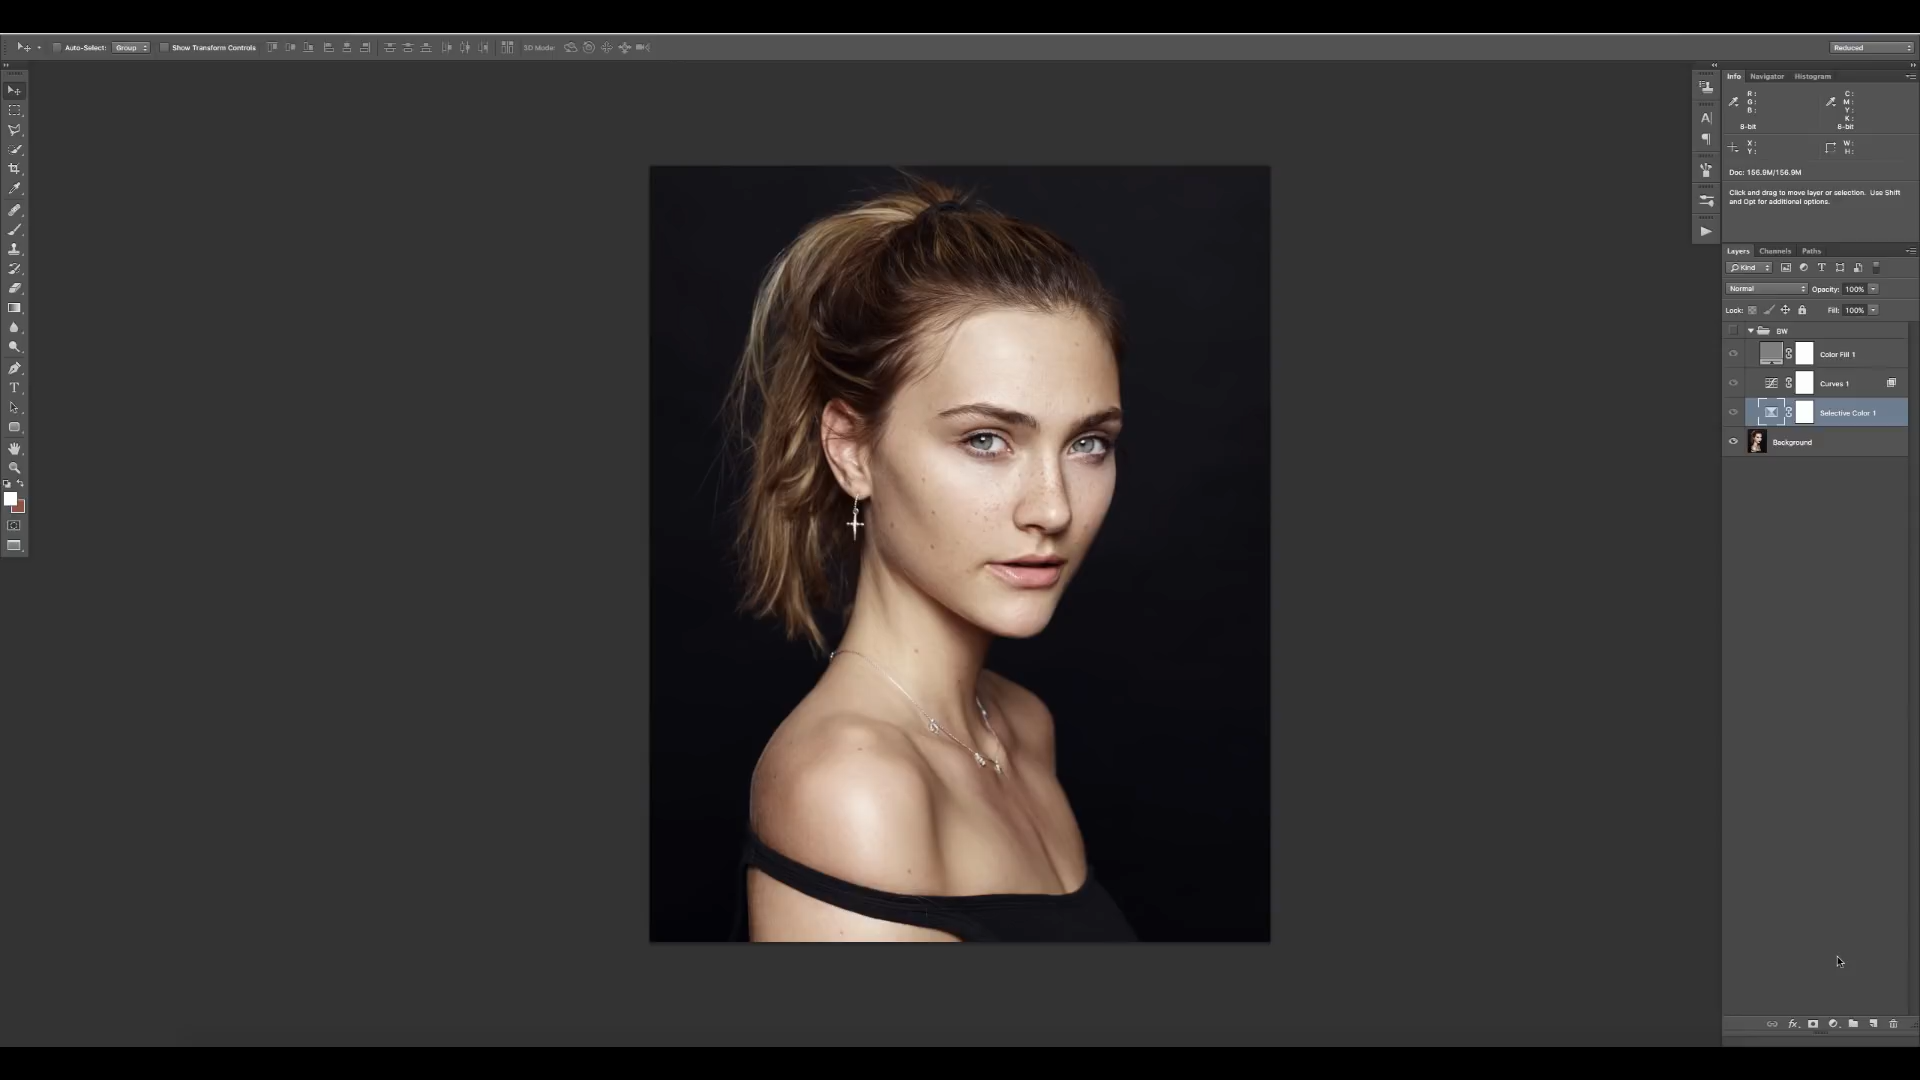 Auto-Select: Group Show Transform Controls 3D Mode: Reduced
Info Navigator Histogram
R: C:
G: M:
B: Y:
K:
8-bit 8-bit
X: W:
Y: H:
Doc: 156.9M/156.9M
Click and drag to move layer or selection. Use Shift
and Opt for additional options.
Layers Channels Paths
Kind
Normal Opacity: 100%
Lock: Fill: 100%
BW
Color Fill 1
Curves 1
Selective Color 1
Background